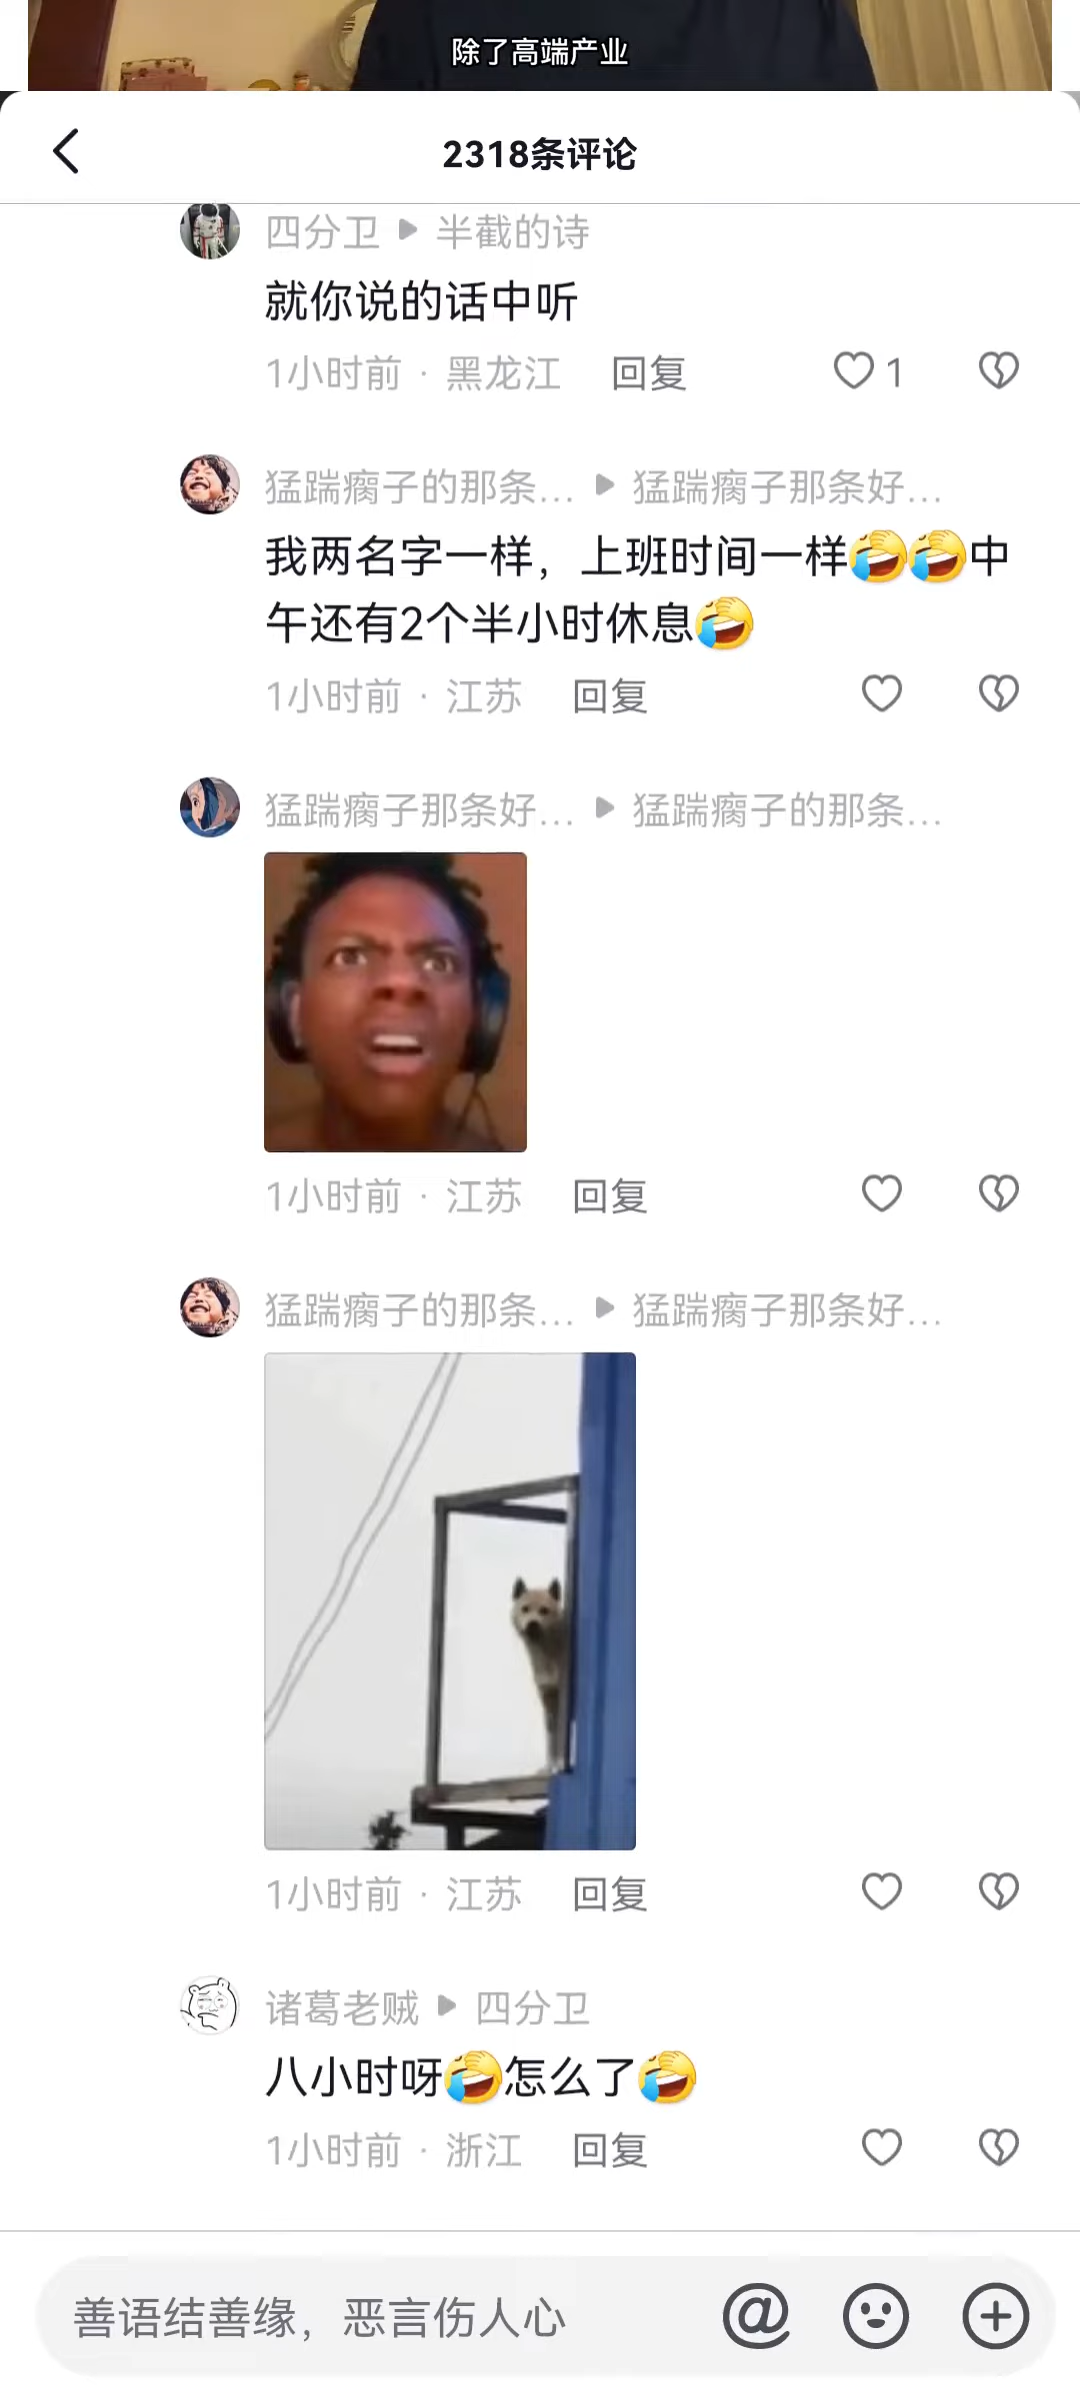 除了高端产业
2318条评论
四分卫 ▶ 半截的诗
就你说的话中听
1小时前 · 黑龙江 回复 1
猛踹瘸子的那条... ▶ 猛踹瘸子那条好...
我两名字一样，上班时间一样🤣🤣中
午还有2个半小时休息🤣
1小时前 · 江苏 回复
猛踹瘸子那条好... ▶ 猛踹瘸子的那条...
1小时前 · 江苏 回复
猛踹瘸子的那条... ▶ 猛踹瘸子那条好...
1小时前 · 江苏 回复
诸葛老贼 ▶ 四分卫
八小时呀🤣怎么了🤣
1小时前 · 浙江 回复
善语结善缘，恶言伤人心